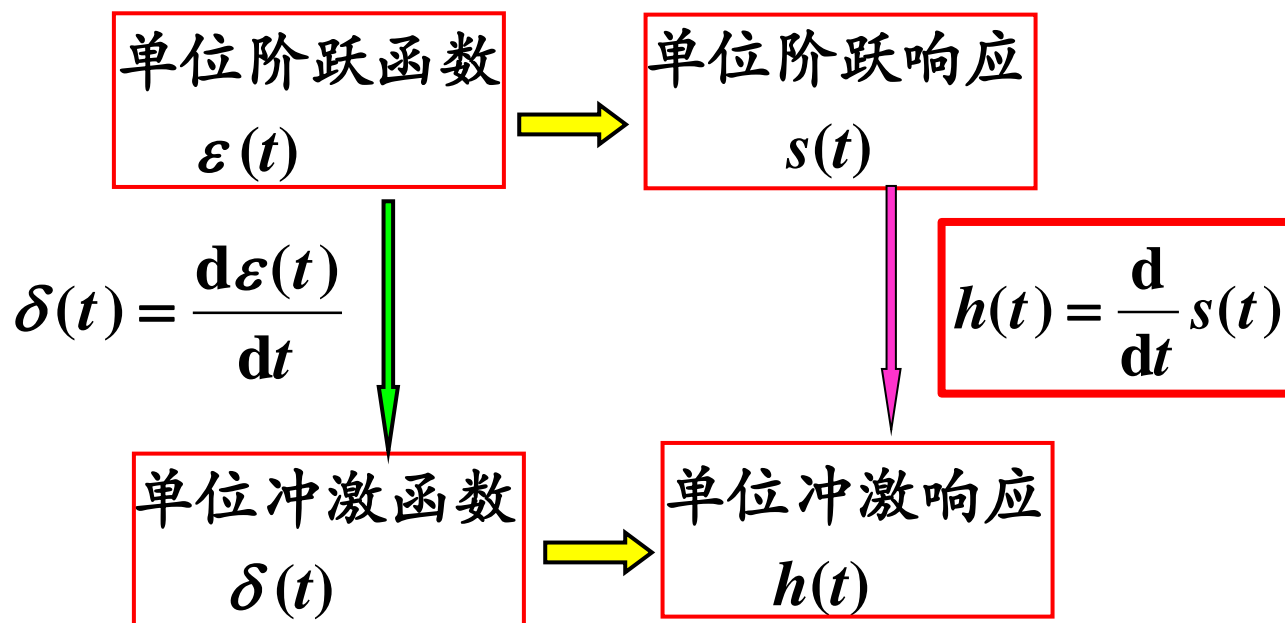 单位阶跃函数
ε(t)
单位阶跃响应
s(t)
δ(t) = dε(t)/dt
h(t) = d/dt s(t)
单位冲激函数
δ(t)
单位冲激响应
h(t)